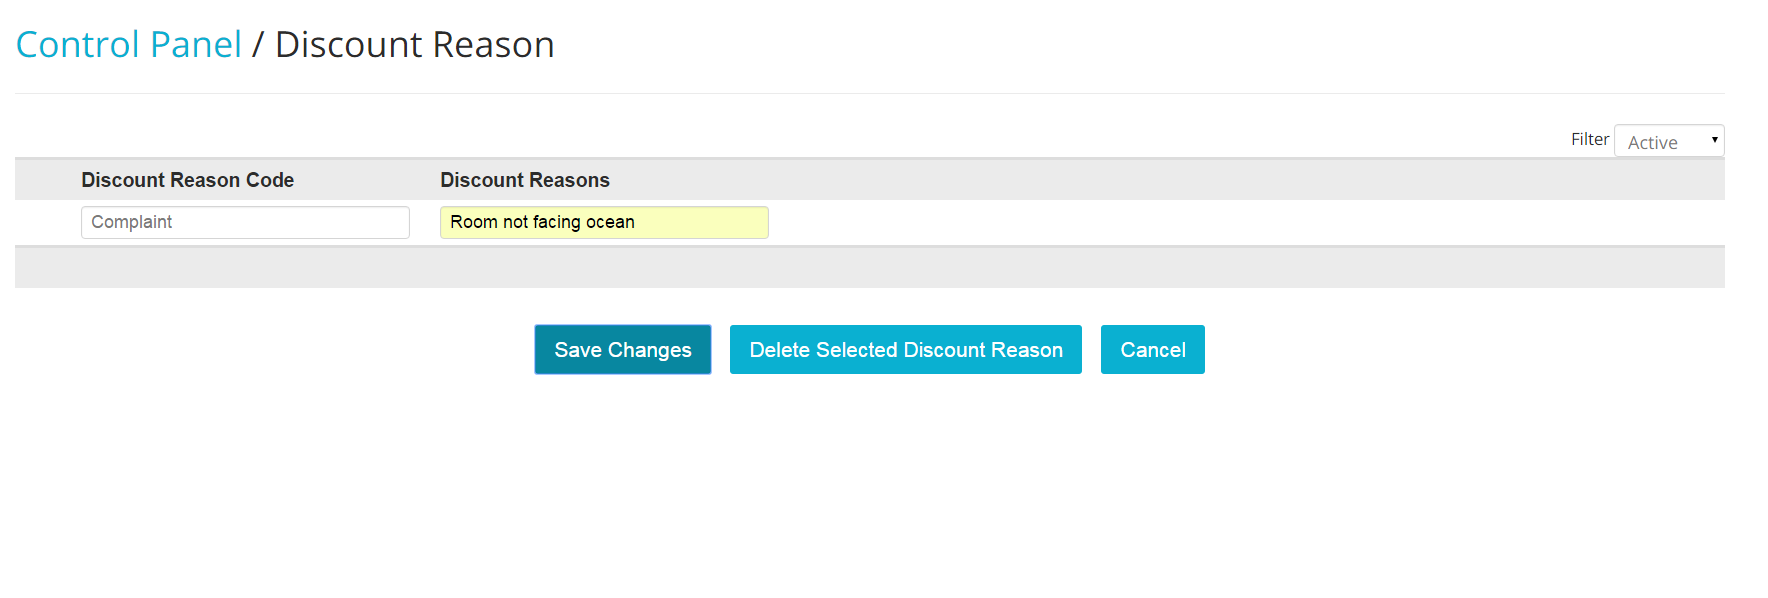 Control Panel / Discount Reason
Filter Active
Discount Reason Code Discount Reasons
Complaint Room not facing ocean
Save Changes Delete Selected Discount Reason Cancel